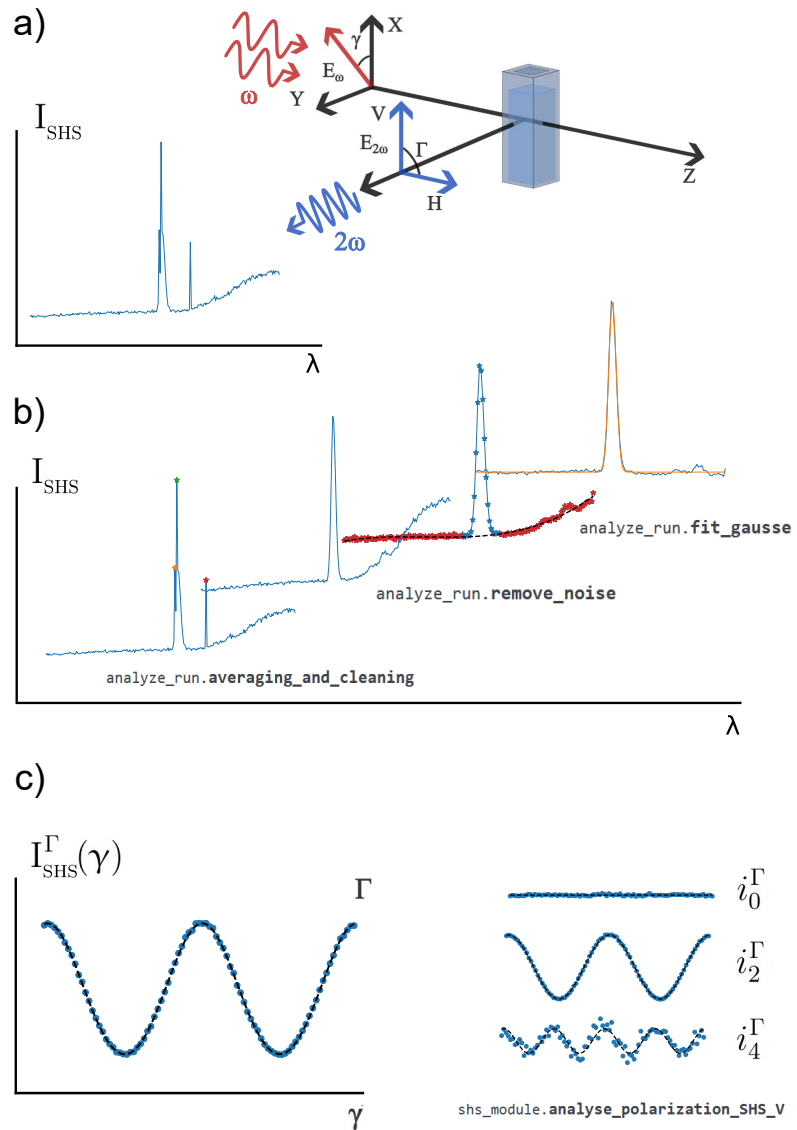 a)
I_SHS
X
γ
E_ω
ω
Y
V
E_2ω
Γ
H
2ω
Z
λ
b)
I_SHS
analyze_run.fit_gausse
analyze_run.remove_noise
analyze_run.averaging_and_cleaning
λ
c)
I^Γ_SHS(γ)
Γ
i^Γ_0
i^Γ_2
i^Γ_4
γ
shs_module.analyse_polarization_SHS_V